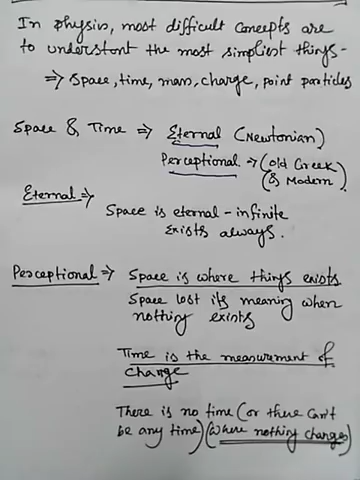 In physics, most difficult concepts are
to understant the most simpliest things -
⇒ Space, time, mass, charge, point particles
Space & Time ⇒ Eternal (Newtonian)
Perceptional → (Old Greek
& Modern)
Eternal ⇒
Space is eternal - infinite
exists always.
Perceptional ⇒ Space is where things exists
Space lost its meaning when
nothing exists
Time is the measurement of
change
There is no time (or there can't
be any time) (where nothing changes)